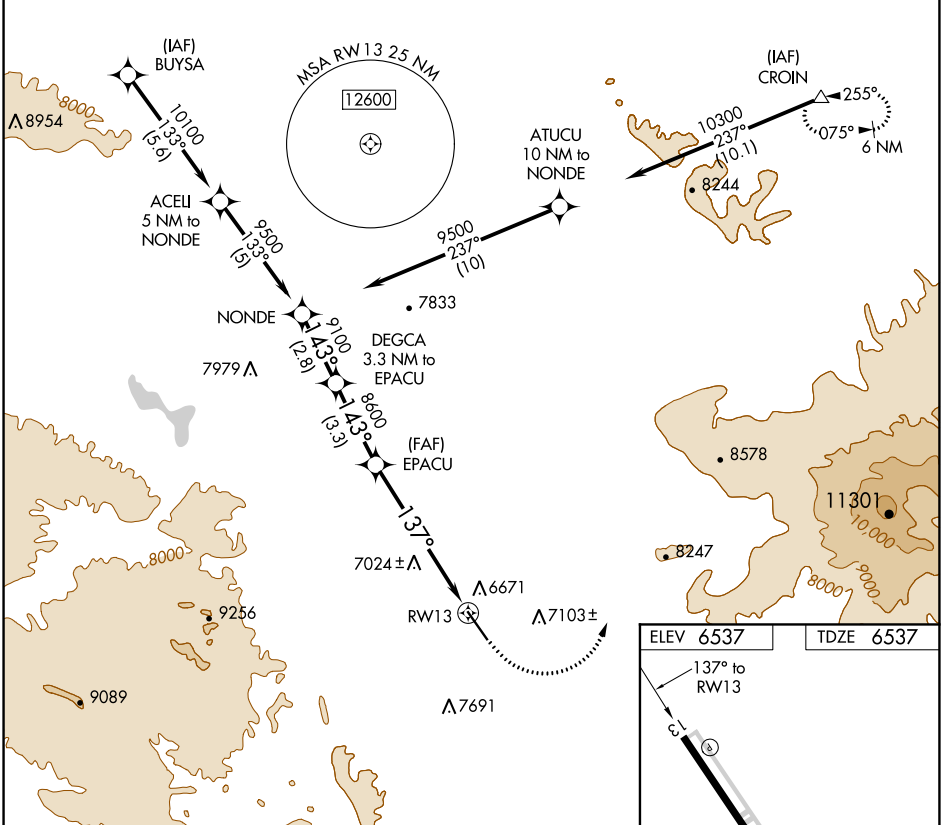 (IAF)
BUYSA
MSA RW13 25 NM
12600
(IAF)
CROIN
255°
075°
6 NM
8000
8954
10100
133°
(5.6)
10300
237°
(10.1)
ATUCU
10 NM to
NONDE
8244
ACELI
5 NM to
NONDE
9500
133°
(5)
9500
237°
(10)
7833
NONDE
9100
143°
(2.8)
DEGCA
3.3 NM to
EPACU
7979
8600
143°
(3.3)
(FAF)
EPACU
8578
11301
10,000
9000
137°
8000
7024±
8247
8000
6671
RW13
7103±
9256
ELEV 6537
TDZE 6537
137° to
RW13
9089
7691
13
P